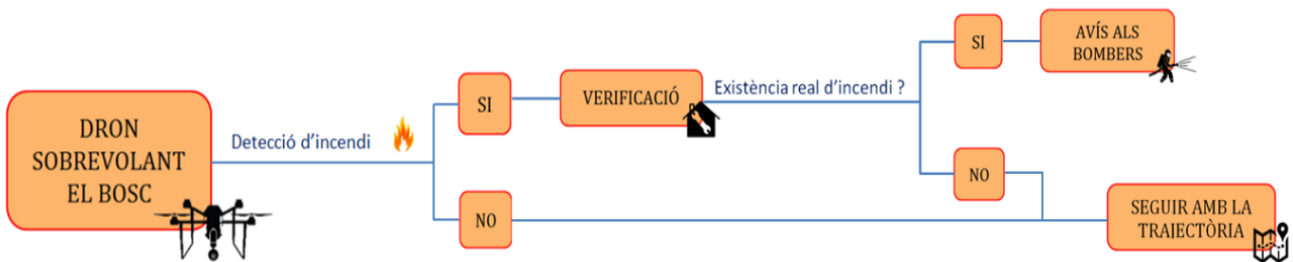 DRON
SOBREVOLANT
EL BOSC
Detecció d'incendi
SI
VERIFICACIÓ
Existència real d'incendi ?
SI
AVÍS ALS
BOMBERS
NO
NO
SEGUIR AMB LA
TRAJECTÒRIA